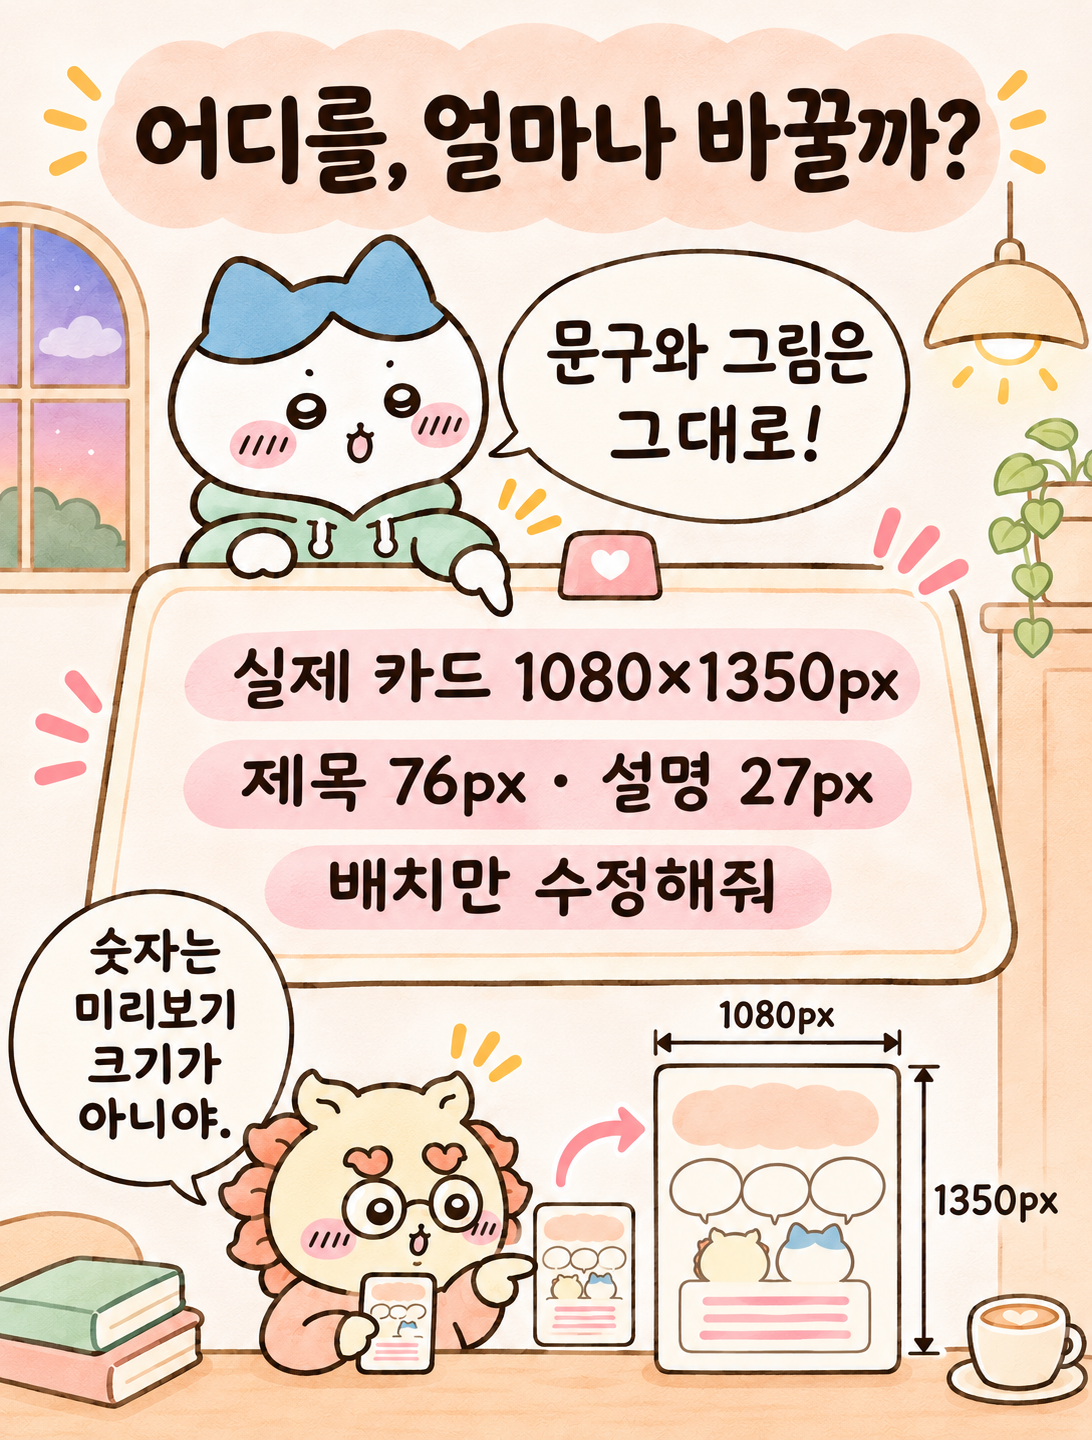 어디를, 얼마나 바꿀까?
문구와 그림은
그대로!
실제 카드 1080×1350px
제목 76px · 설명 27px
배치만 수정해줘
숫자는
미리보기
크기가
아니야.
1080px
1350px